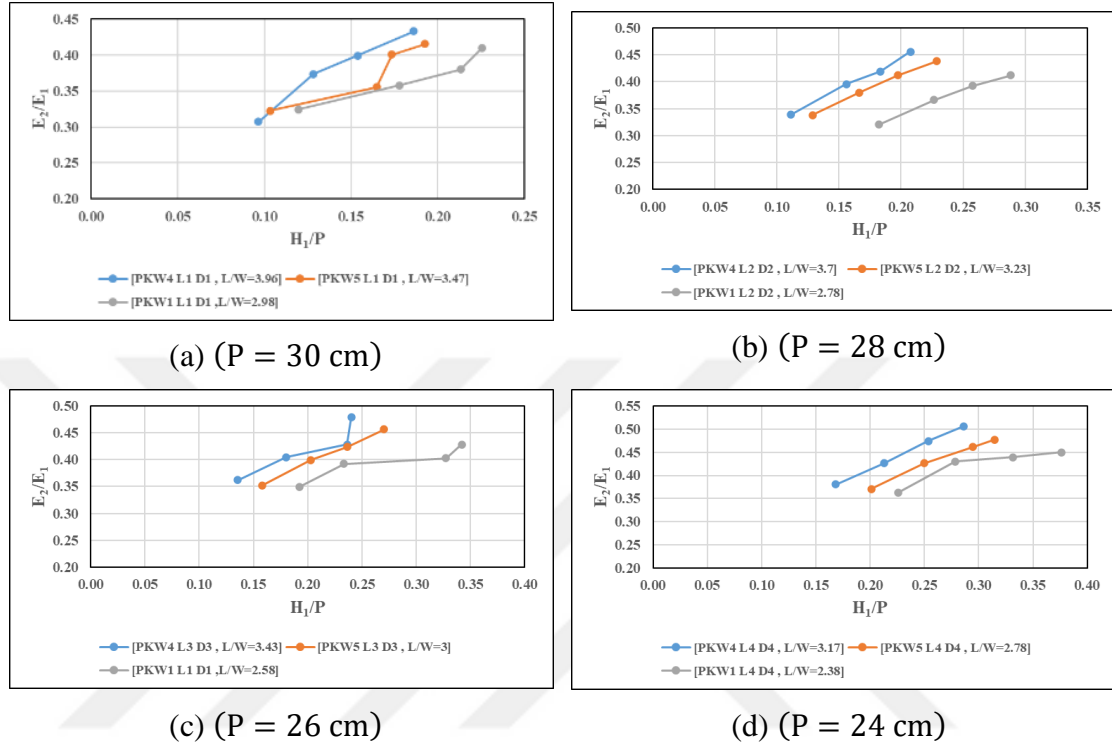 0.45
0.40
0.35
0.30
0.25
0.20
E2/E1
0.00 0.05 0.10 0.15 0.20 0.25
H1/P
[PKW4 L1 D1 , L/W=3.96] [PKW5 L1 D1 , L/W=3.47]
[PKW1 L1 D1 ,L/W=2.98]
(a) (P = 30 cm)
0.50
0.45
0.40
0.35
0.30
0.25
0.20
E2/E1
0.00 0.05 0.10 0.15 0.20 0.25 0.30 0.35
H1/P
[PKW4 L2 D2 , L/W=3.7] [PKW5 L2 D2 , L/W=3.23]
[PKW1 L2 D2 , L/W=2.78]
(b) (P = 28 cm)
0.50
0.45
0.40
0.35
0.30
0.25
0.20
E2/E1
0.00 0.05 0.10 0.15 0.20 0.25 0.30 0.35 0.40
H1/P
[PKW4 L3 D3 , L/W=3.43] [PKW5 L3 D3 , L/W=3]
[PKW1 L1 D1 ,L/W=2.58]
(c) (P = 26 cm)
0.55
0.50
0.45
0.40
0.35
0.30
0.25
0.20
E2/E1
0.00 0.05 0.10 0.15 0.20 0.25 0.30 0.35 0.40
H1/P
[PKW4 L4 D4 , L/W=3.17] [PKW5 L4 D4 , L/W=2.78]
[PKW1 L4 D4 , L/W=2.38]
(d) (P = 24 cm)